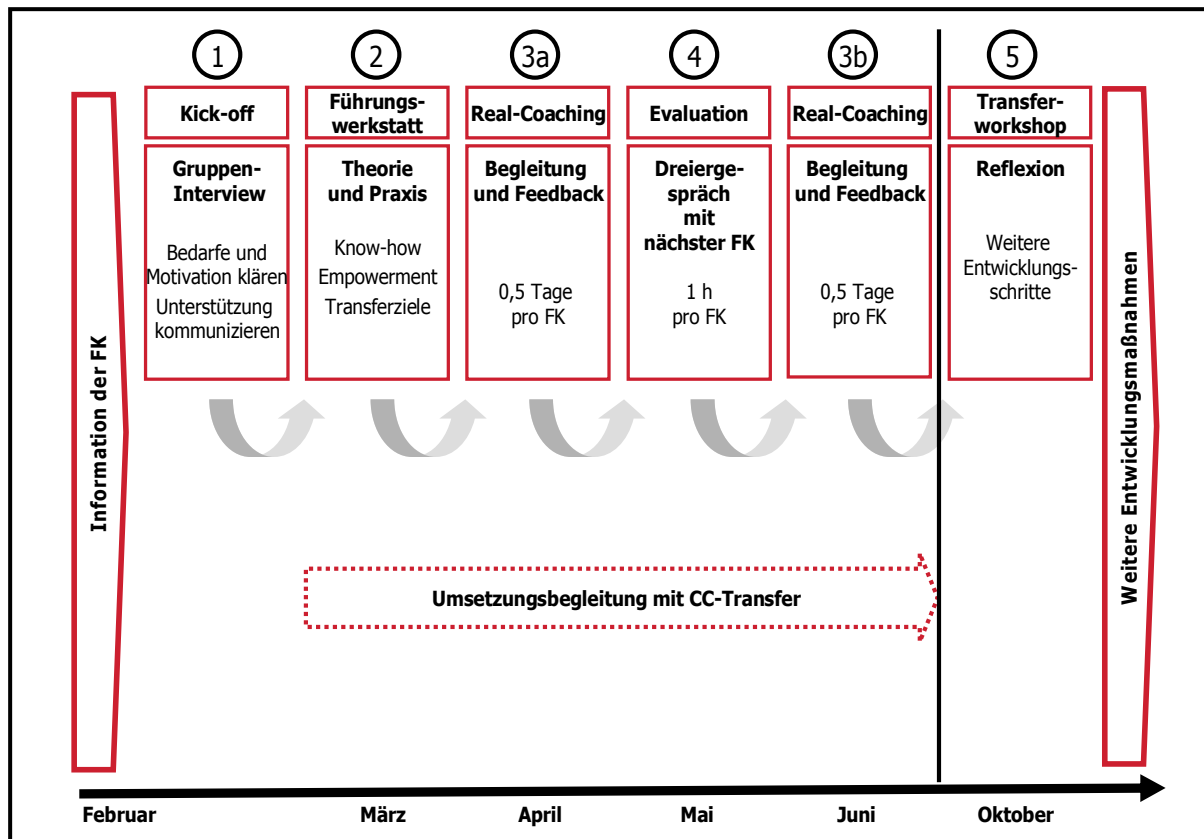 1
2
3a
4
3b
5
Kick-off
Führungs-
werkstatt
Real-Coaching
Evaluation
Real-Coaching
Transfer-
workshop
Gruppen-
Interview
Bedarfe und
Motivation klären
Unterstützung
kommunizieren
Theorie
und Praxis
Know-how
Empowerment
Transferziele
Begleitung
und Feedback
0,5 Tage
pro FK
Dreierge-
spräch
mit
nächster FK
1 h
pro FK
Begleitung
und Feedback
0,5 Tage
pro FK
Reflexion
Weitere
Entwicklungs-
schritte
Information der FK
Weitere Entwicklungsmaßnahmen
Umsetzungsbegleitung mit CC-Transfer
Februar
März
April
Mai
Juni
Oktober